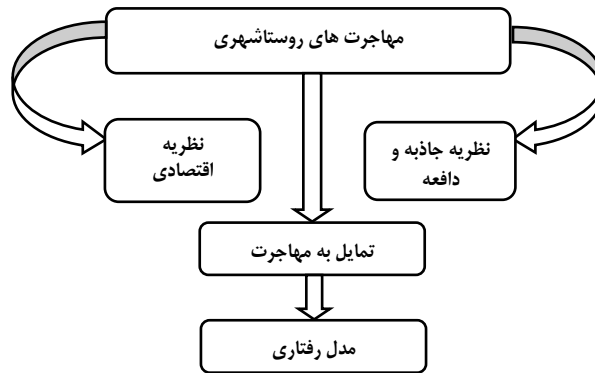 مهاجرت های روستاشهری
نظریه جاذبه و
دافعه
نظریه
اقتصادی
تمایل به مهاجرت
مدل رفتاری